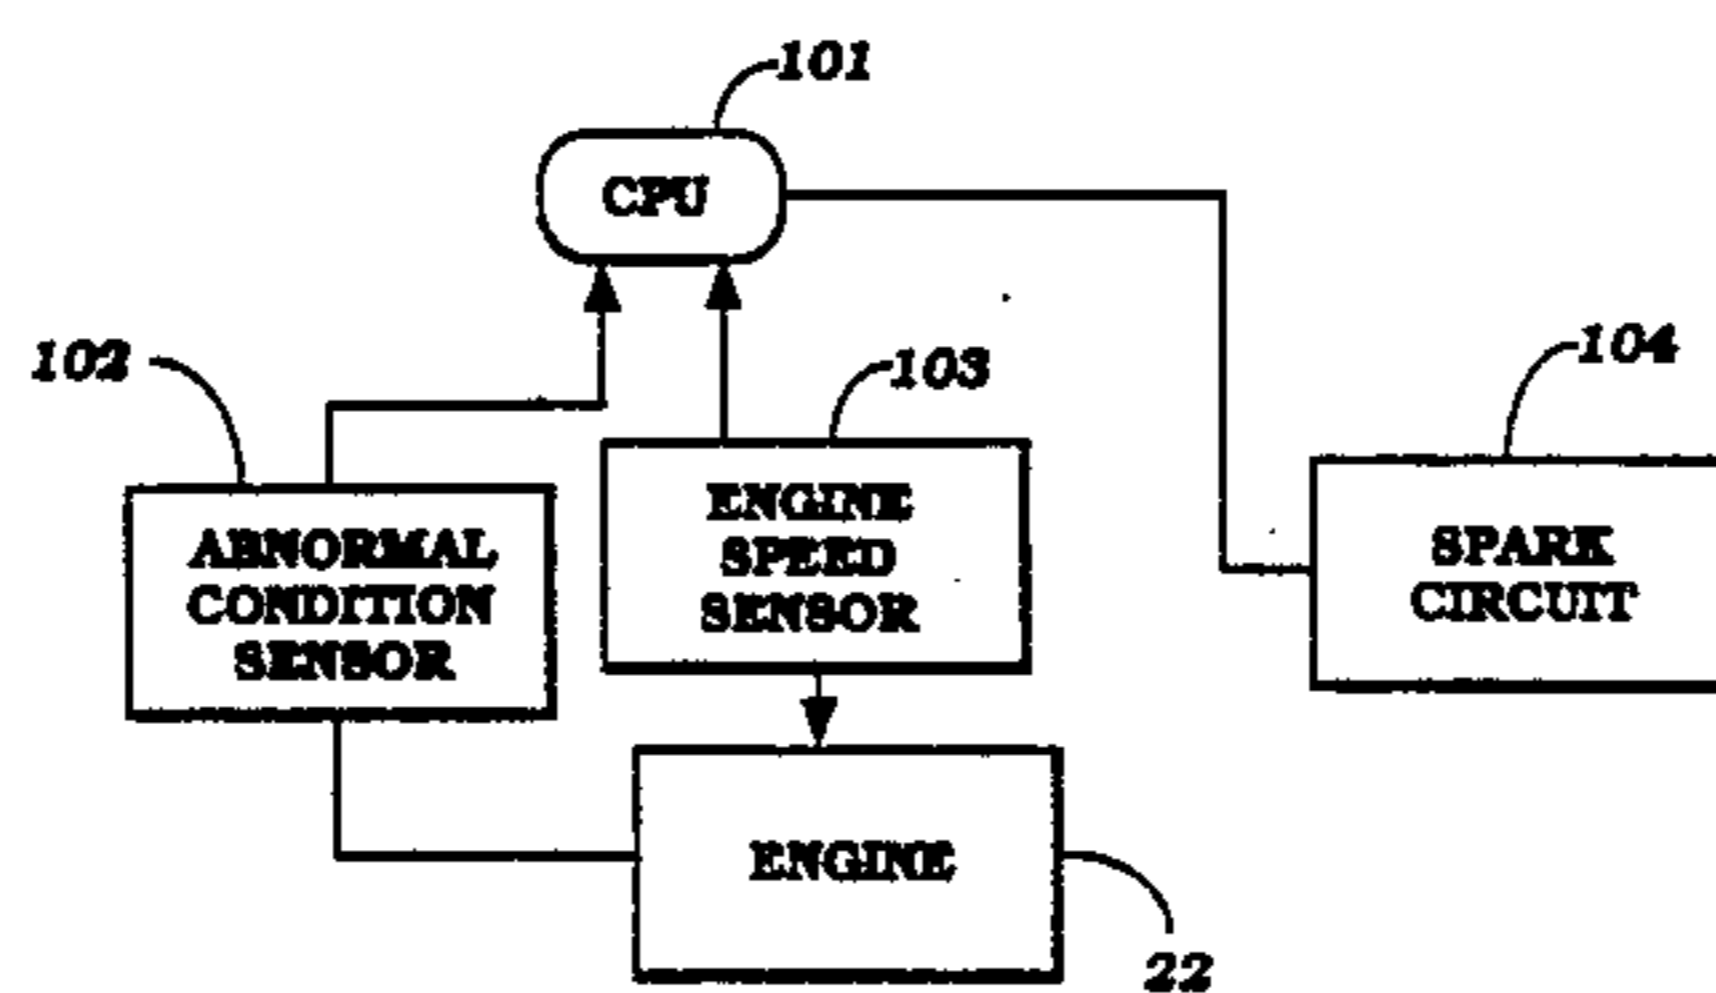 101
CPU
102
103
104
ENGINE
SPEED
SENSOR
ABNORMAL
CONDITION
SENSOR
SPARK
CIRCUIT
ENGINE
22